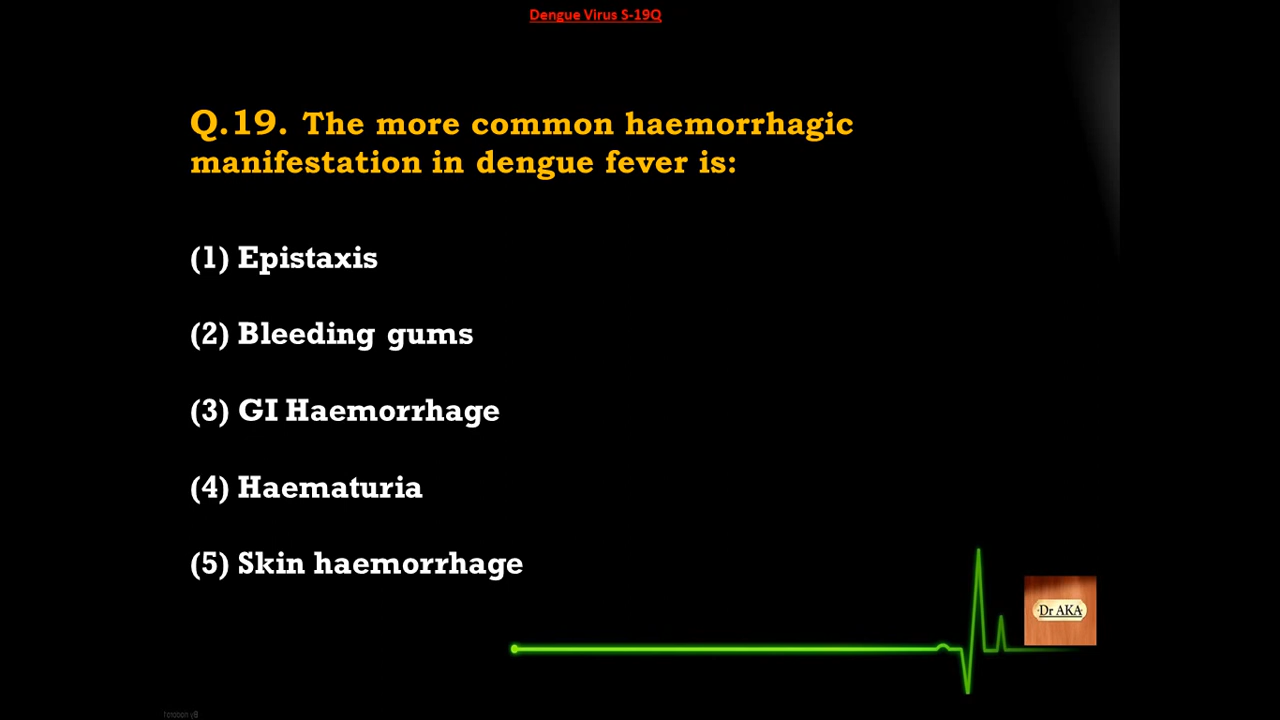 Dengue Virus S-19Q
Q.19. The more common haemorrhagic
manifestation in dengue fever is:
(1) Epistaxis
(2) Bleeding gums
(3) GI Haemorrhage
(4) Haematuria
(5) Skin haemorrhage
Dr AKA